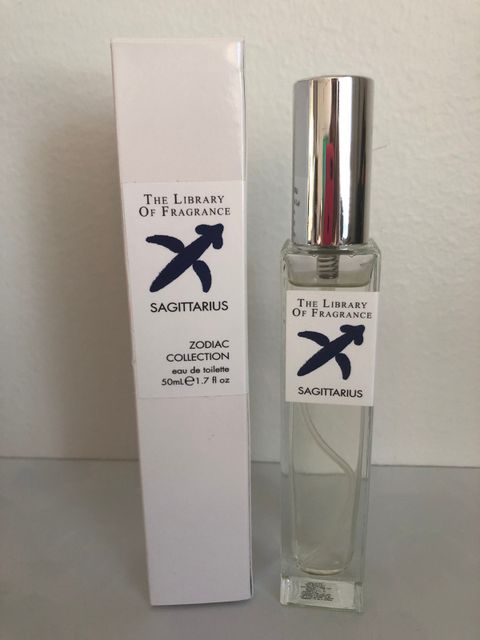 THE LIBRARY
OF FRAGRANCE
SAGITTARIUS
ZODIAC
COLLECTION
eau de toilette
50mL℮1.7 fl oz
THE LIBRARY
OF FRAGRANCE
SAGITTARIUS